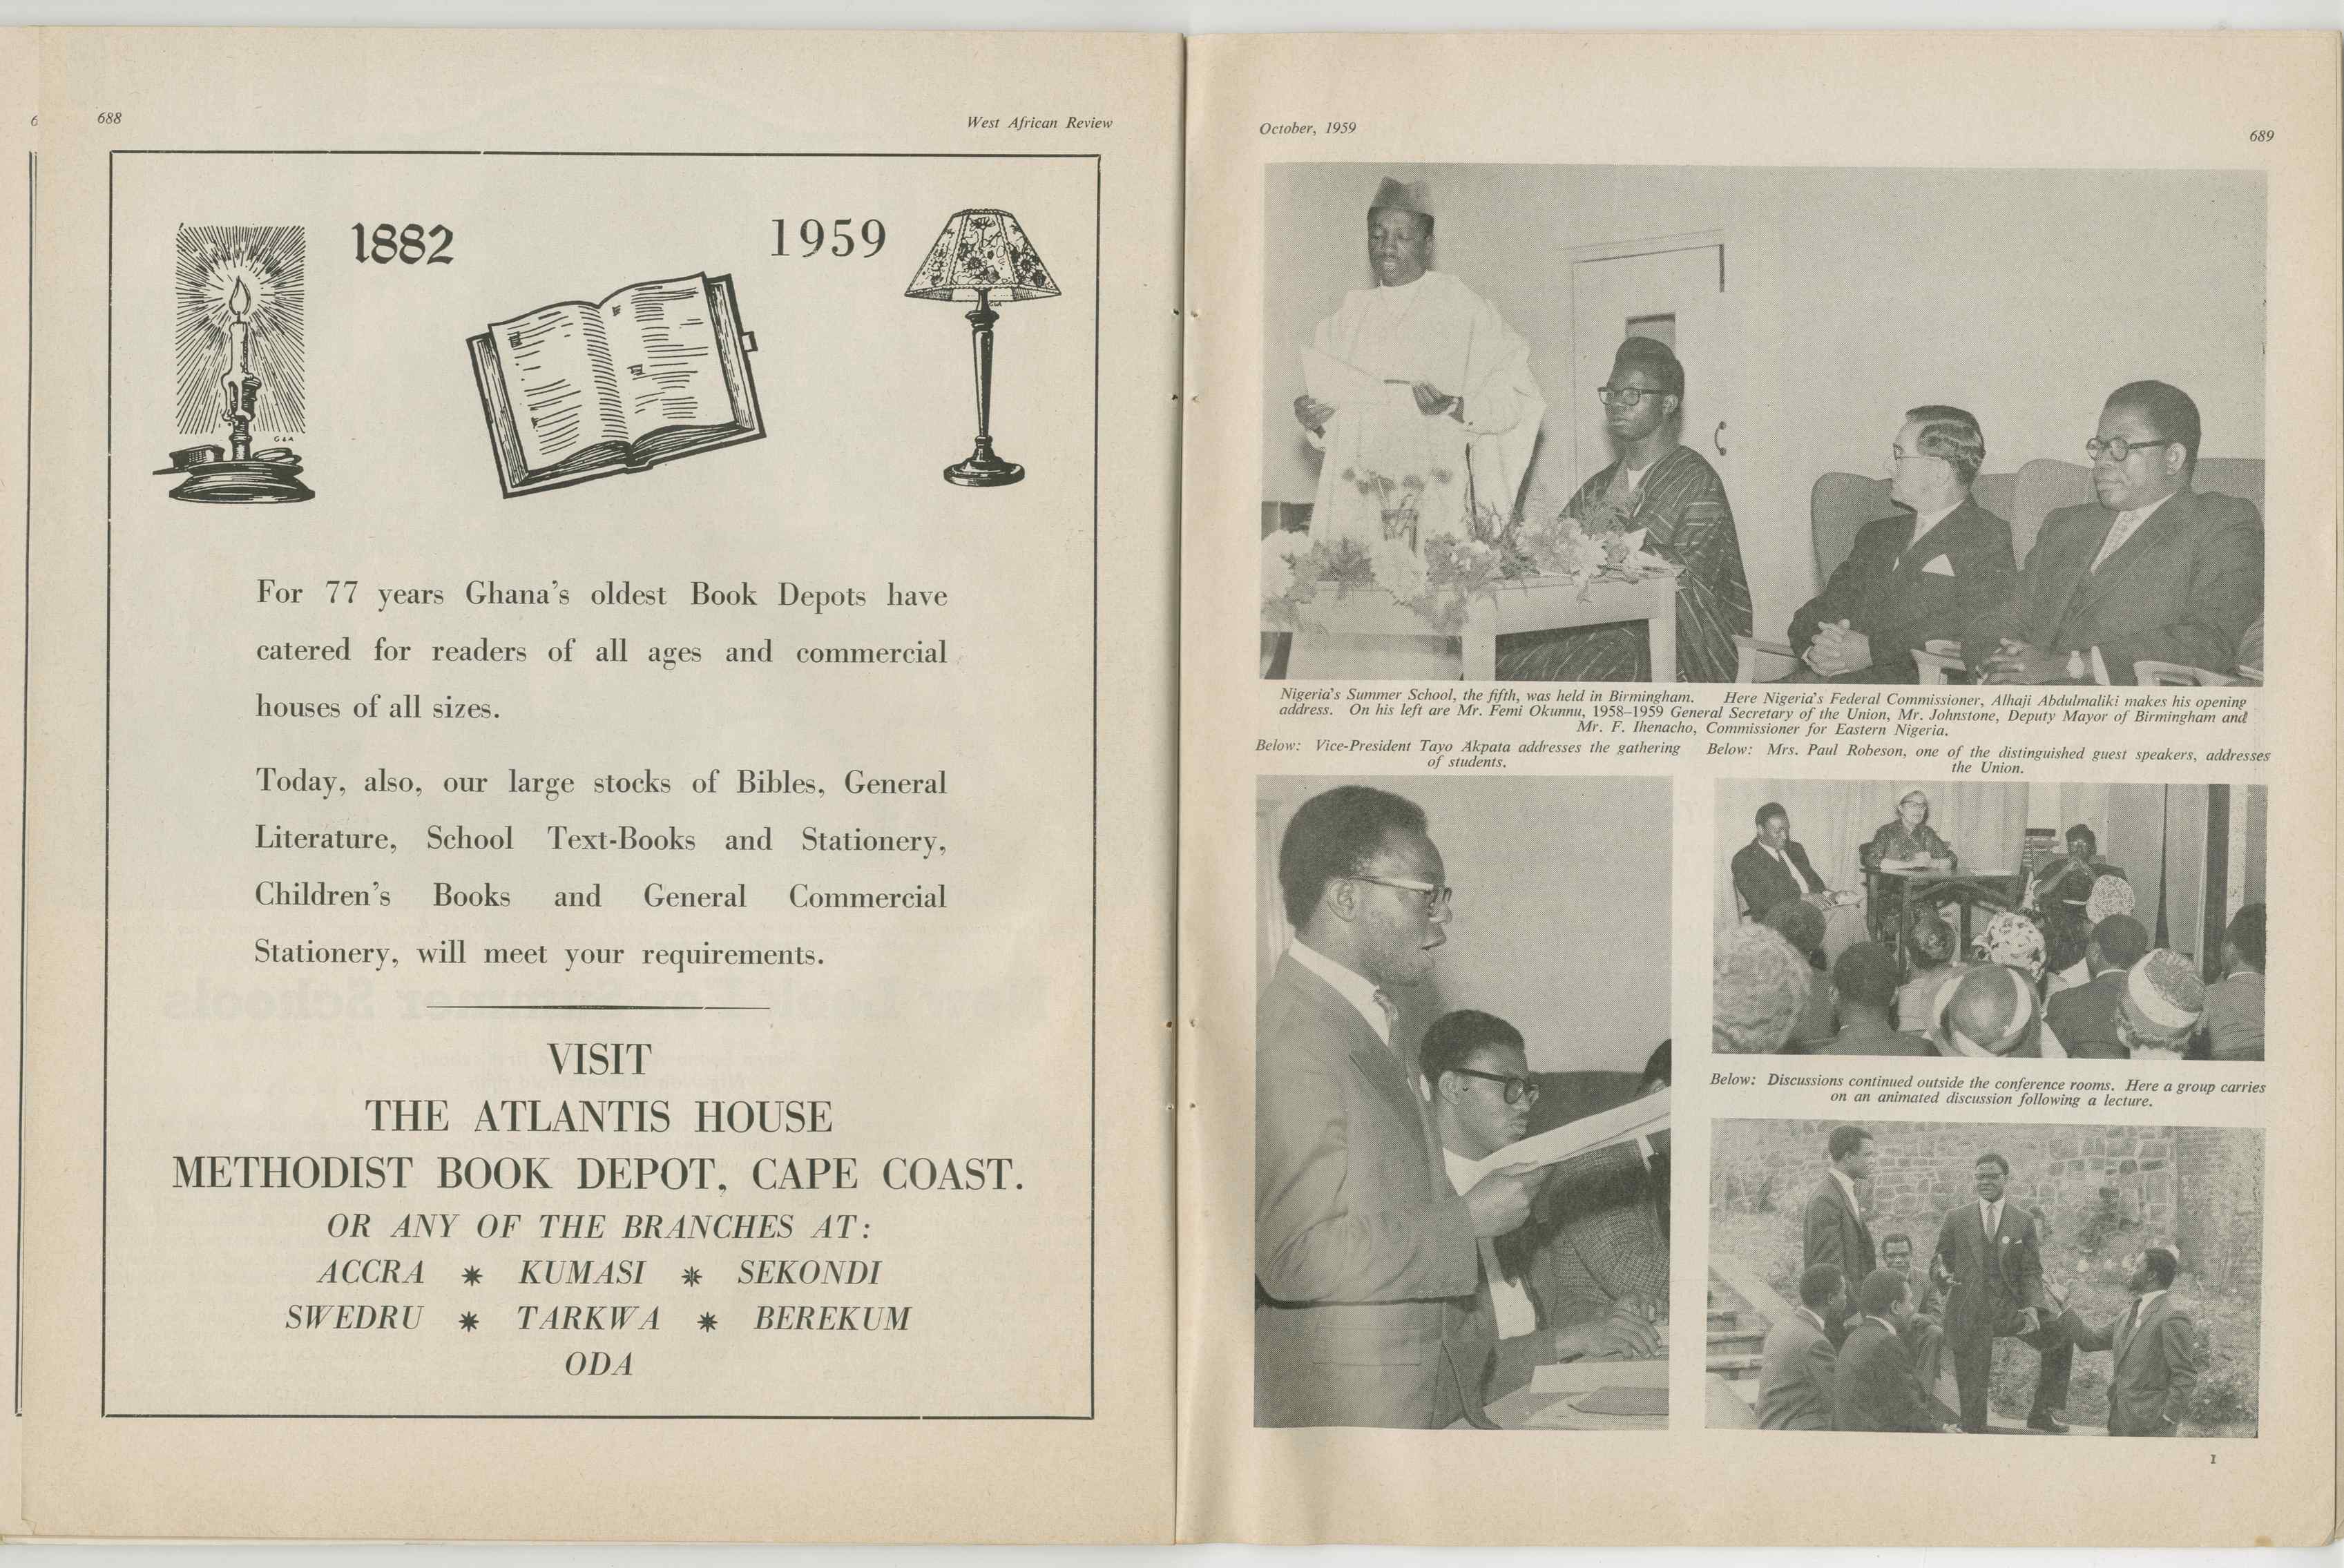 6
688
West African Review
1882
1959
G & A
For 77 years Ghana's oldest Book Depots have
catered for readers of all ages and commercial
houses of all sizes.
Today, also, our large stocks of Bibles, General
Literature, School Text-Books and Stationery,
Children's Books and General Commercial
Stationery, will meet your requirements.
VISIT
THE ATLANTIS HOUSE
METHODIST BOOK DEPOT, CAPE COAST.
OR ANY OF THE BRANCHES AT:
ACCRA * KUMASI * SEKONDI
SWEDRU * TARKWA * BEREKUM
ODA
October, 1959
689
Nigeria's Summer School, the fifth, was held in Birmingham. Here Nigeria's Federal Commissioner, Alhaji Abdulmaliki makes his opening
address. On his left are Mr. Femi Okunnu, 1958–1959 General Secretary of the Union, Mr. Johnstone, Deputy Mayor of Birmingham and
Mr. F. Ihenacho, Commissioner for Eastern Nigeria.
Below: Vice-President Tayo Akpata addresses the gathering
of students.
Below: Mrs. Paul Robeson, one of the distinguished guest speakers, addresses
the Union.
Below: Discussions continued outside the conference rooms. Here a group carries
on an animated discussion following a lecture.
I